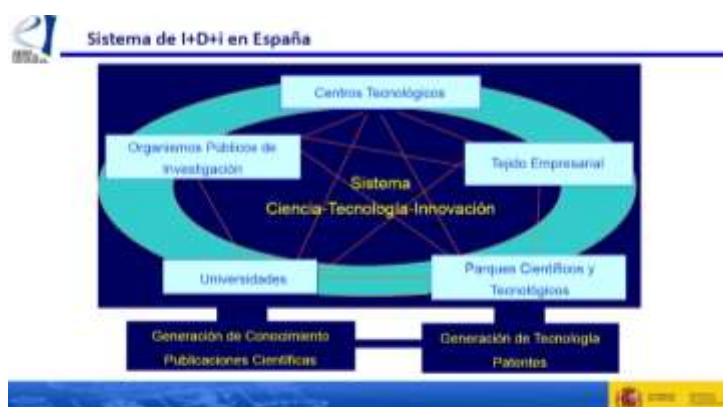 Sistema de I+D+i en España
Centros Tecnológicos
Organismos Públicos de
Investigación
Tejido Empresarial
Sistema
Ciencia-Tecnología-Innovación
Universidades
Parques Científicos y
Tecnológicos
Generación de Conocimiento
Publicaciones Científicas
Generación de Tecnología
Patentes